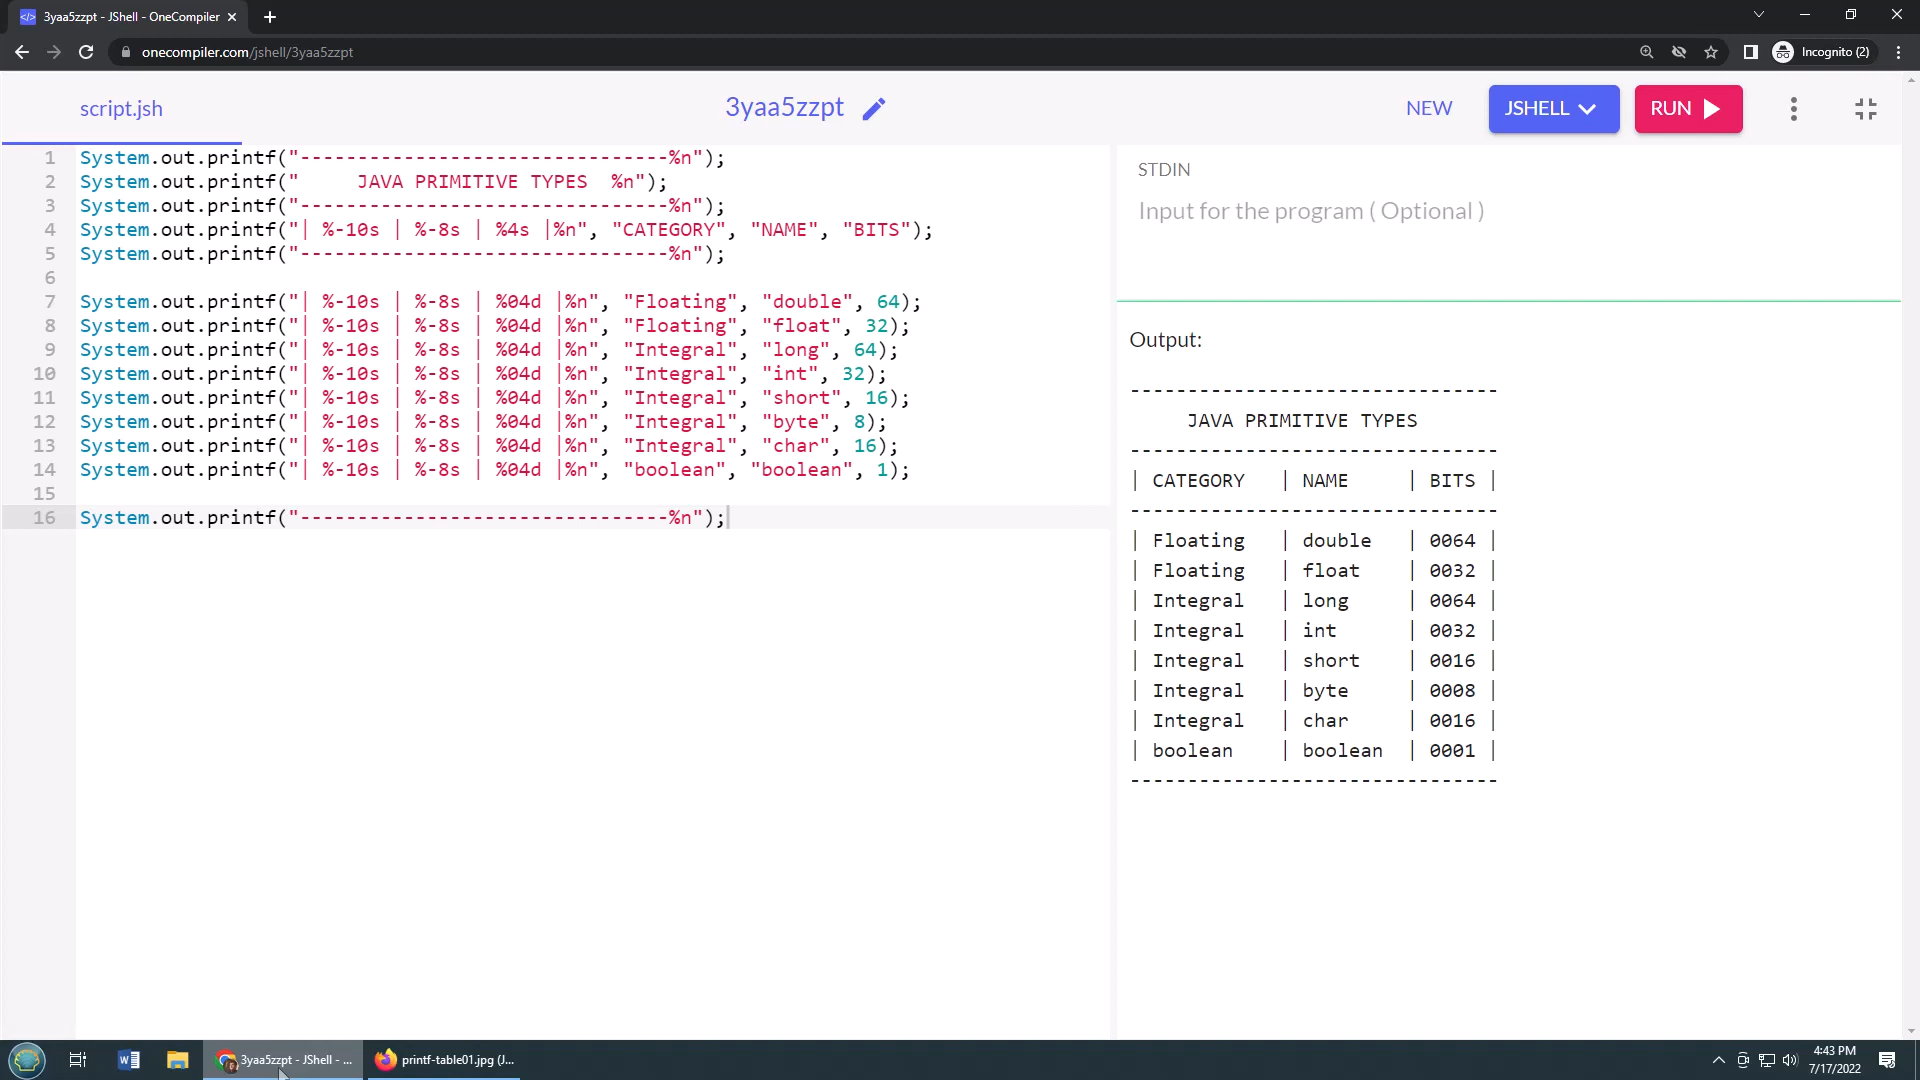 3yaa5zzpt - JShell - OneCompiler
onecompiler.com/jshell/3yaa5zzpt
Incognito (2)
script.jsh
3yaa5zzpt
NEW
JSHELL
RUN
1 System.out.printf("--------------------------------%n");
2 System.out.printf("     JAVA PRIMITIVE TYPES  %n");
3 System.out.printf("--------------------------------%n");
4 System.out.printf("| %-10s | %-8s | %4s |%n", "CATEGORY", "NAME", "BITS");
5 System.out.printf("--------------------------------%n");
6
7 System.out.printf("| %-10s | %-8s | %04d |%n", "Floating", "double", 64);
8 System.out.printf("| %-10s | %-8s | %04d |%n", "Floating", "float", 32);
9 System.out.printf("| %-10s | %-8s | %04d |%n", "Integral", "long", 64);
10 System.out.printf("| %-10s | %-8s | %04d |%n", "Integral", "int", 32);
11 System.out.printf("| %-10s | %-8s | %04d |%n", "Integral", "short", 16);
12 System.out.printf("| %-10s | %-8s | %04d |%n", "Integral", "byte", 8);
13 System.out.printf("| %-10s | %-8s | %04d |%n", "Integral", "char", 16);
14 System.out.printf("| %-10s | %-8s | %04d |%n", "boolean", "boolean", 1);
15
16 System.out.printf("--------------------------------%n");
STDIN
Input for the program ( Optional )
Output:
--------------------------------
     JAVA PRIMITIVE TYPES
--------------------------------
| CATEGORY   | NAME     | BITS |
--------------------------------
| Floating   | double   | 0064 |
| Floating   | float    | 0032 |
| Integral   | long     | 0064 |
| Integral   | int      | 0032 |
| Integral   | short    | 0016 |
| Integral   | byte     | 0008 |
| Integral   | char     | 0016 |
| boolean    | boolean  | 0001 |
--------------------------------
3yaa5zzpt - JShell - ...
printf-table01.jpg (J...
4:43 PM
7/17/2022